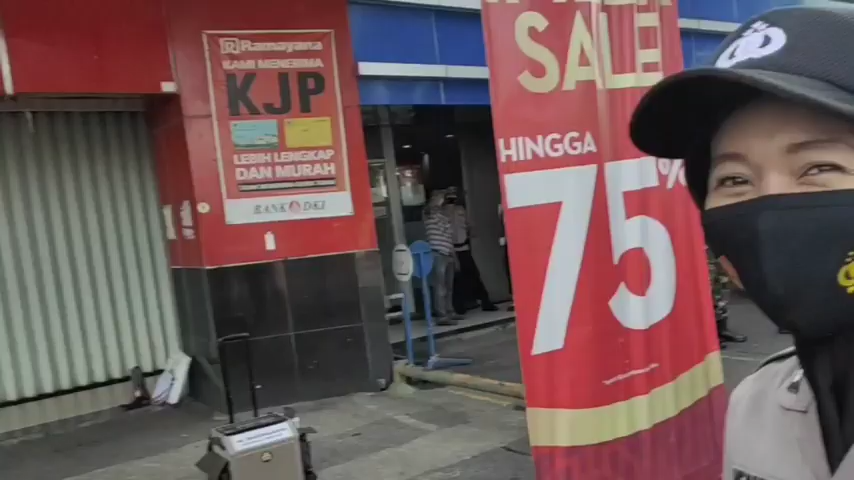 Ramayana
KAMI MENERIMA
KJP
LEBIH LENGKAP
DAN MURAH
BANK DKI
SALE
HINGGA
75%